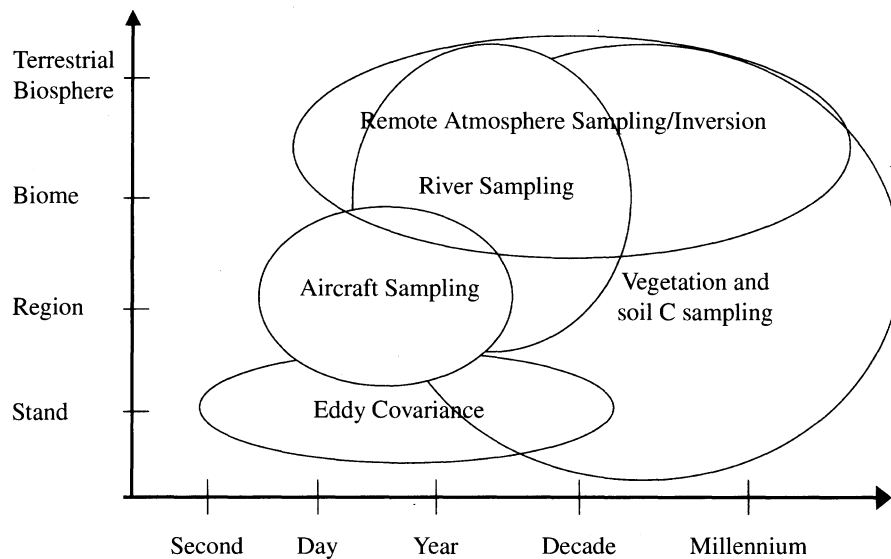 Terrestrial
Biosphere
Remote Atmosphere Sampling/Inversion
Biome
River Sampling
Aircraft Sampling
Vegetation and
soil C sampling
Region
Stand
Eddy Covariance
Second Day Year Decade Millennium